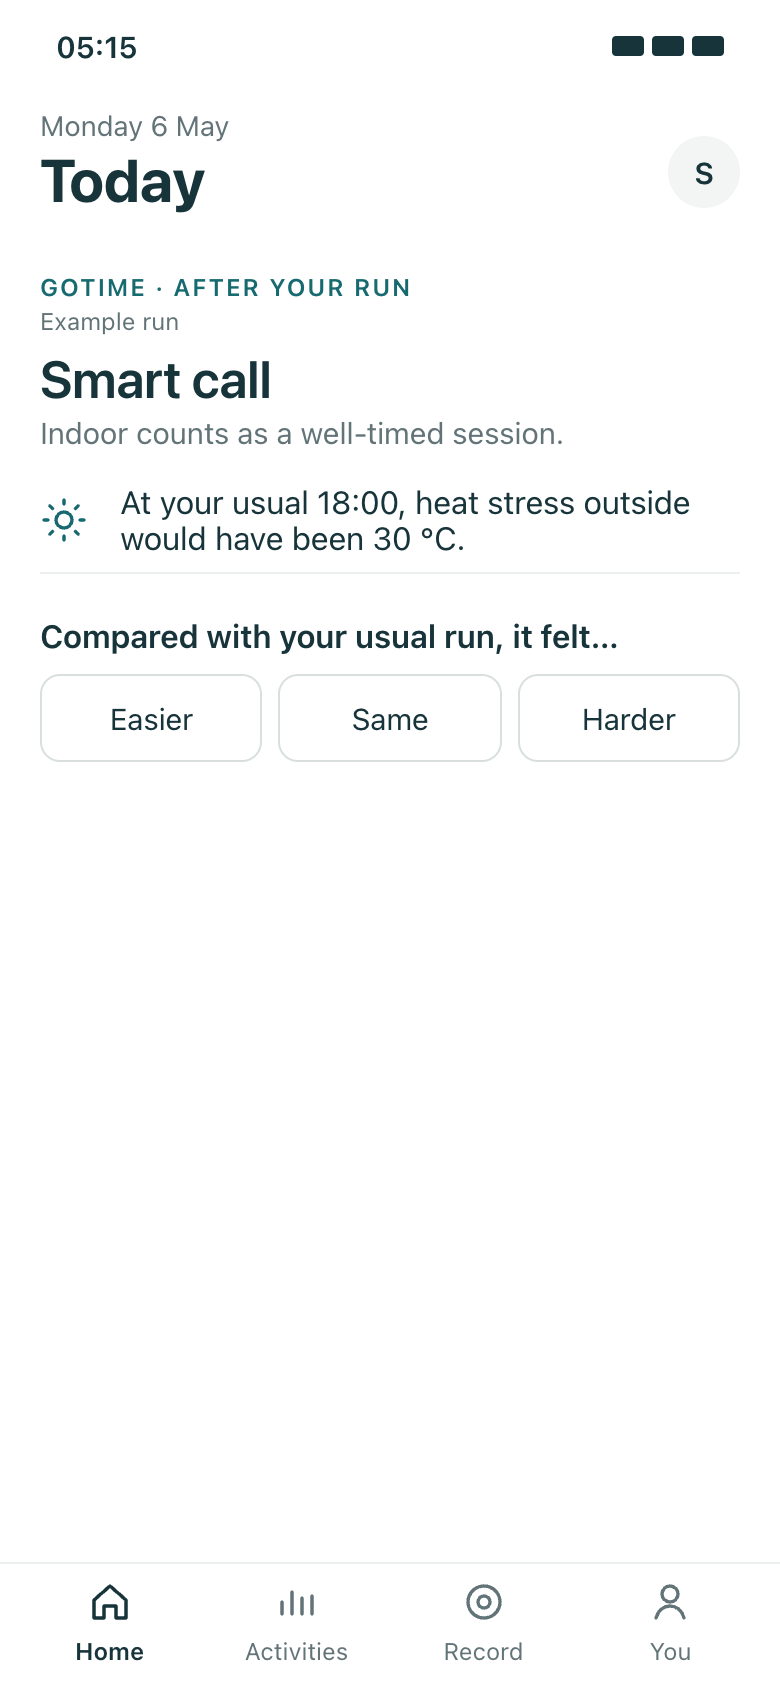 05:15
Monday 6 May
Today
S
GOTIME · AFTER YOUR RUN
Example run
Smart call
Indoor counts as a well-timed session.
At your usual 18:00, heat stress outside
would have been 30 °C.
Compared with your usual run, it felt...
Easier
Same
Harder
Home
Activities
Record
You